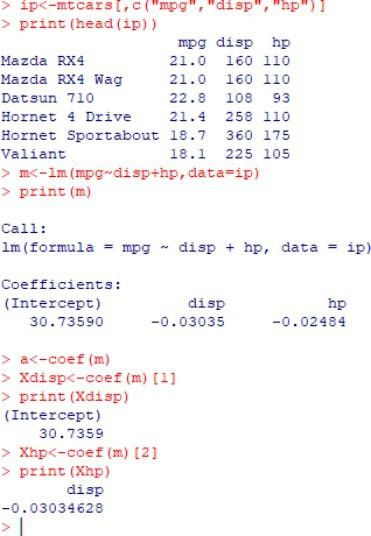 > ip<-mtcars[,c("mpg","disp","hp")]
> print(head(ip))
                   mpg disp  hp
Mazda RX4         21.0  160 110
Mazda RX4 Wag     21.0  160 110
Datsun 710        22.8  108  93
Hornet 4 Drive    21.4  258 110
Hornet Sportabout 18.7  360 175
Valiant           18.1  225 105
> m<-lm(mpg~disp+hp,data=ip)
> print(m)

Call:
lm(formula = mpg ~ disp + hp, data = ip)

Coefficients:
(Intercept)         disp           hp
   30.73590     -0.03035     -0.02484

> a<-coef(m)
> Xdisp<-coef(m)[1]
> print(Xdisp)
(Intercept)
    30.7359
> Xhp<-coef(m)[2]
> print(Xhp)
       disp
-0.03034628
>